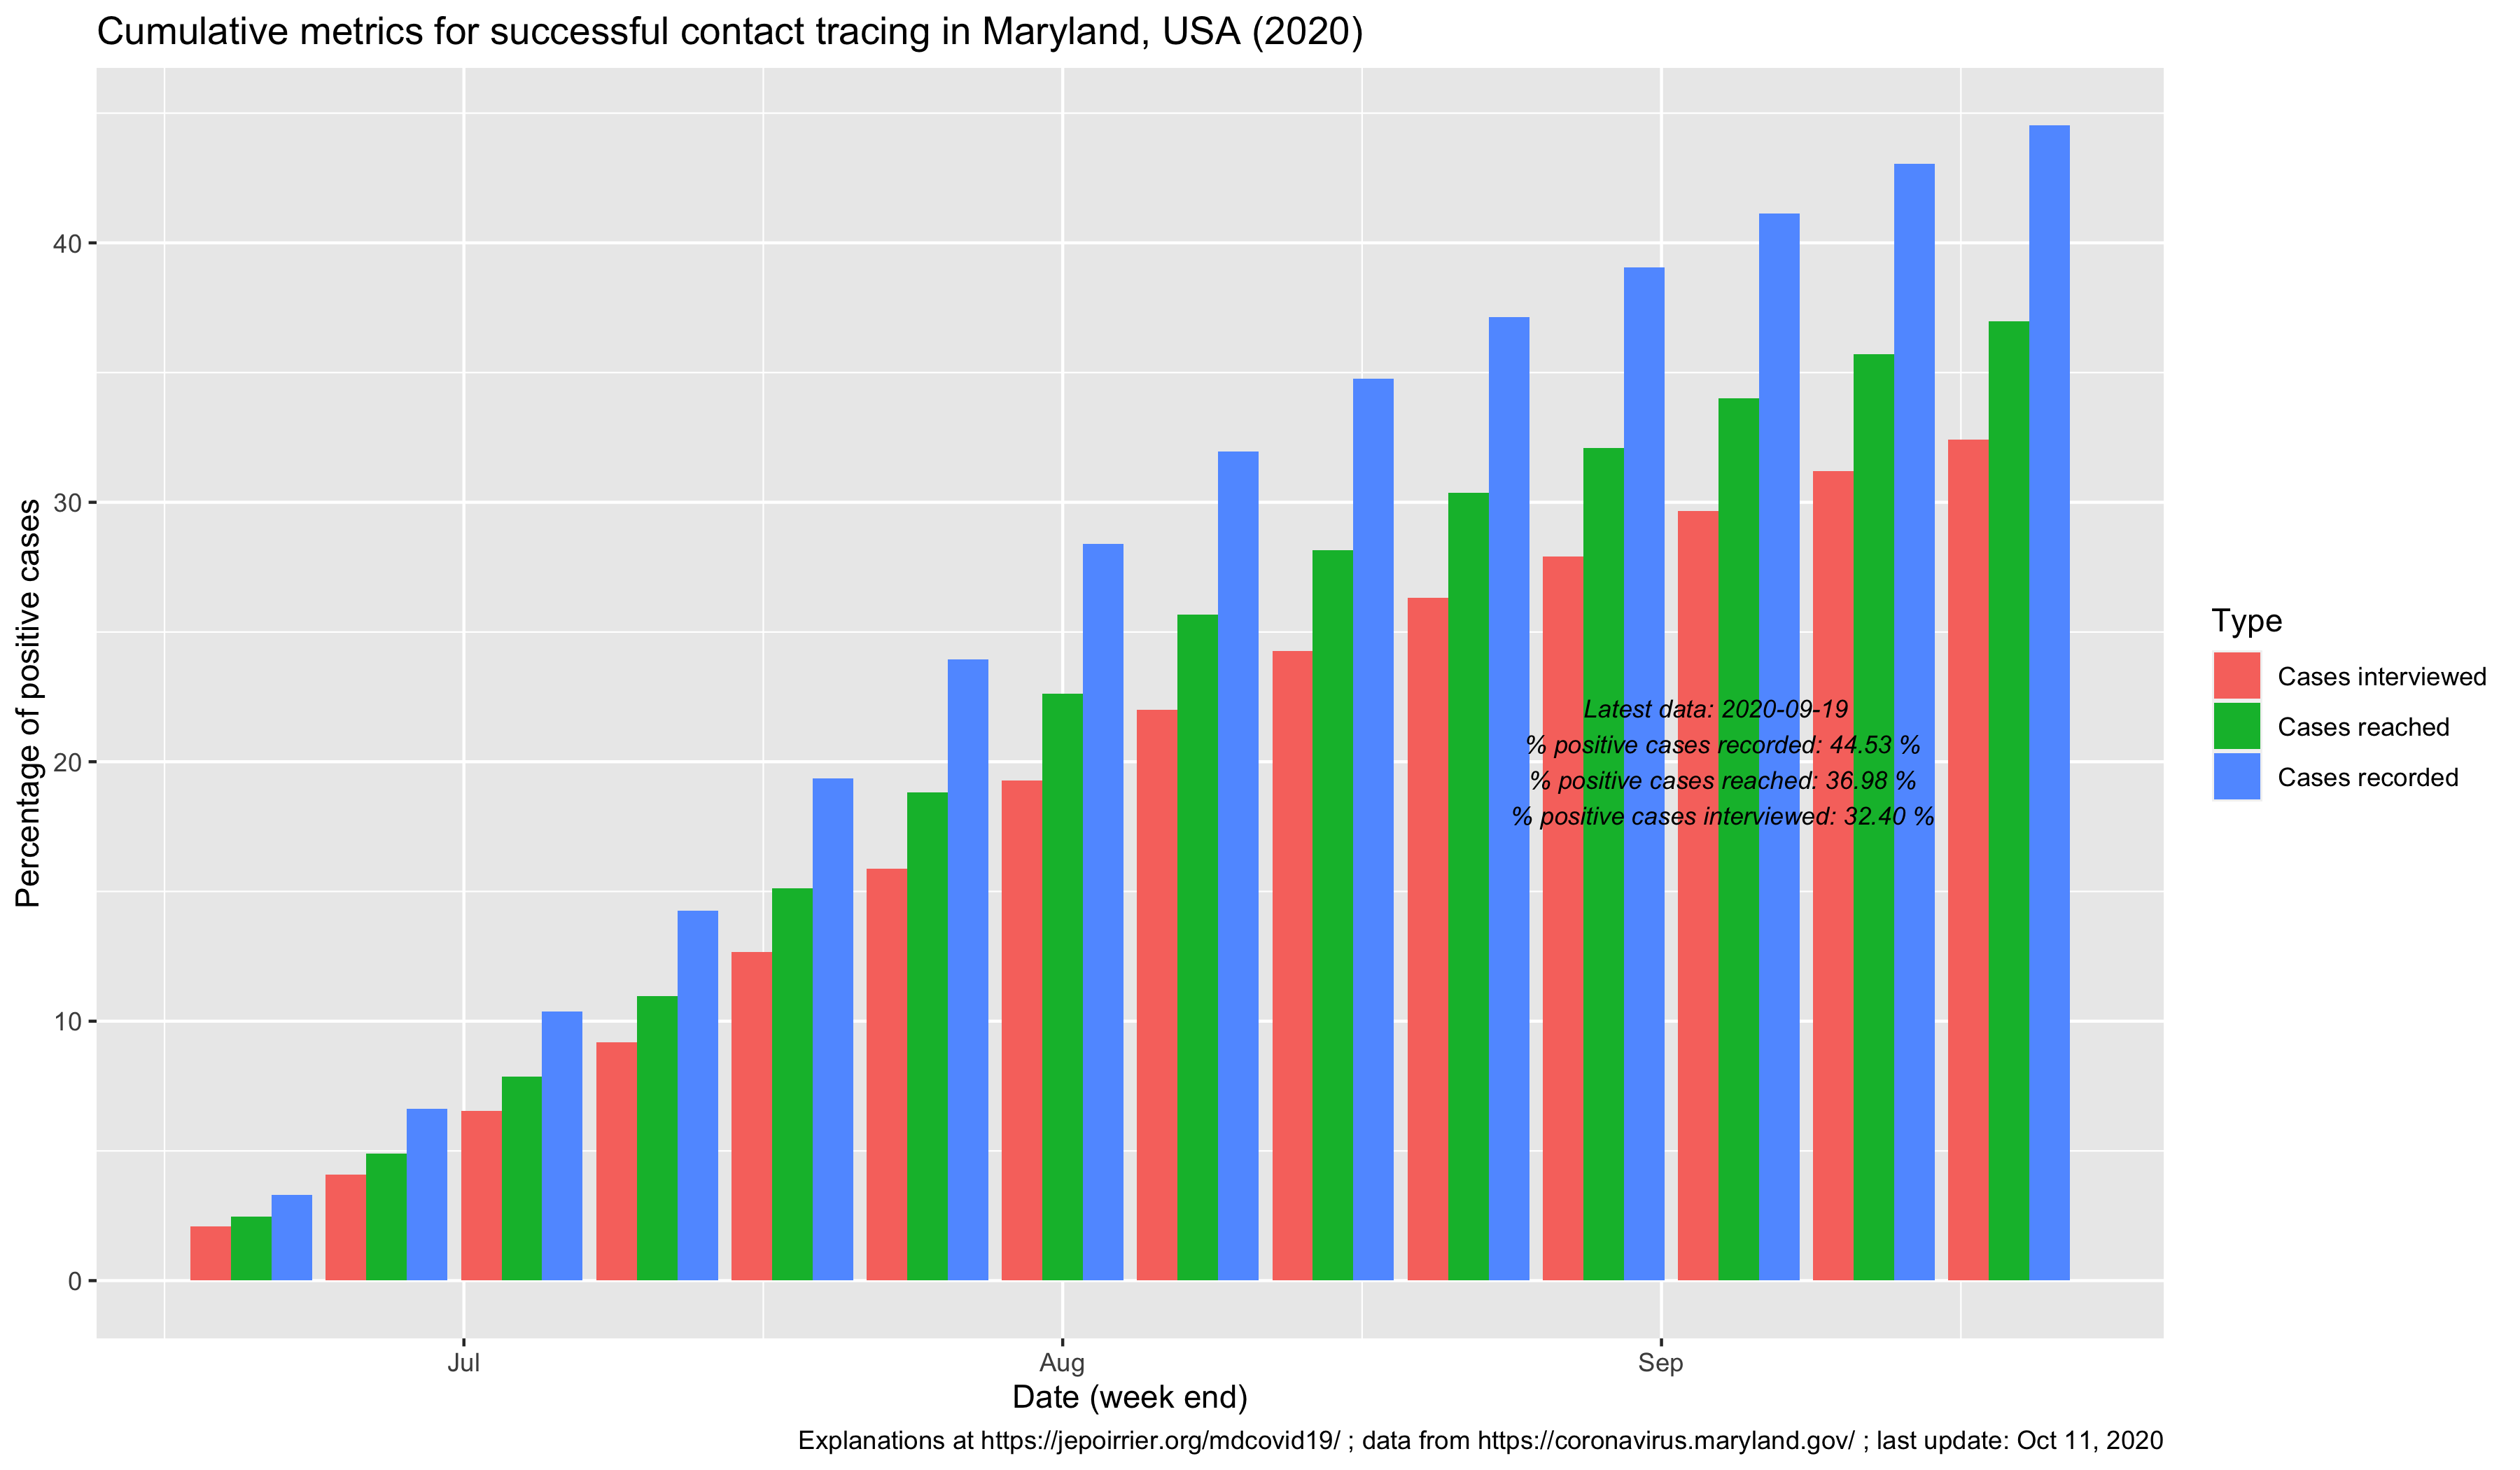 Cumulative metrics for successful contact tracing in Maryland, USA (2020)
Percentage of positive cases
40
30
20
10
0
Latest data: 2020-09-19
% positive cases recorded: 44.53 %
% positive cases reached: 36.98 %
% positive cases interviewed: 32.40 %
Type
Cases interviewed
Cases reached
Cases recorded
Jul Aug Sep
Date (week end)
Explanations at https://jepoirrier.org/mdcovid19/ ; data from https://coronavirus.maryland.gov/ ; last update: Oct 11, 2020